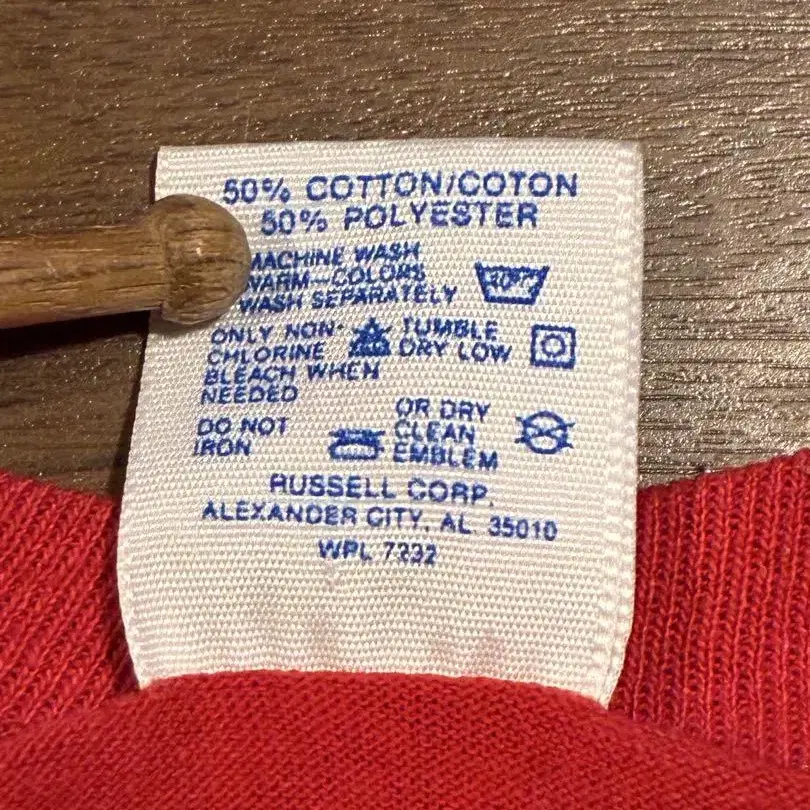 50% COTTON/COTON
50% POLYESTER
MACHINE WASH
WARM-COLORS
WASH SEPARATELY
40°
ONLY NON-
CHLORINE
BLEACH WHEN
NEEDED
TUMBLE
DRY LOW
DO NOT
IRON
OR DRY
CLEAN
EMBLEM
RUSSELL CORP.
ALEXANDER CITY, AL 35010
WPL 7232